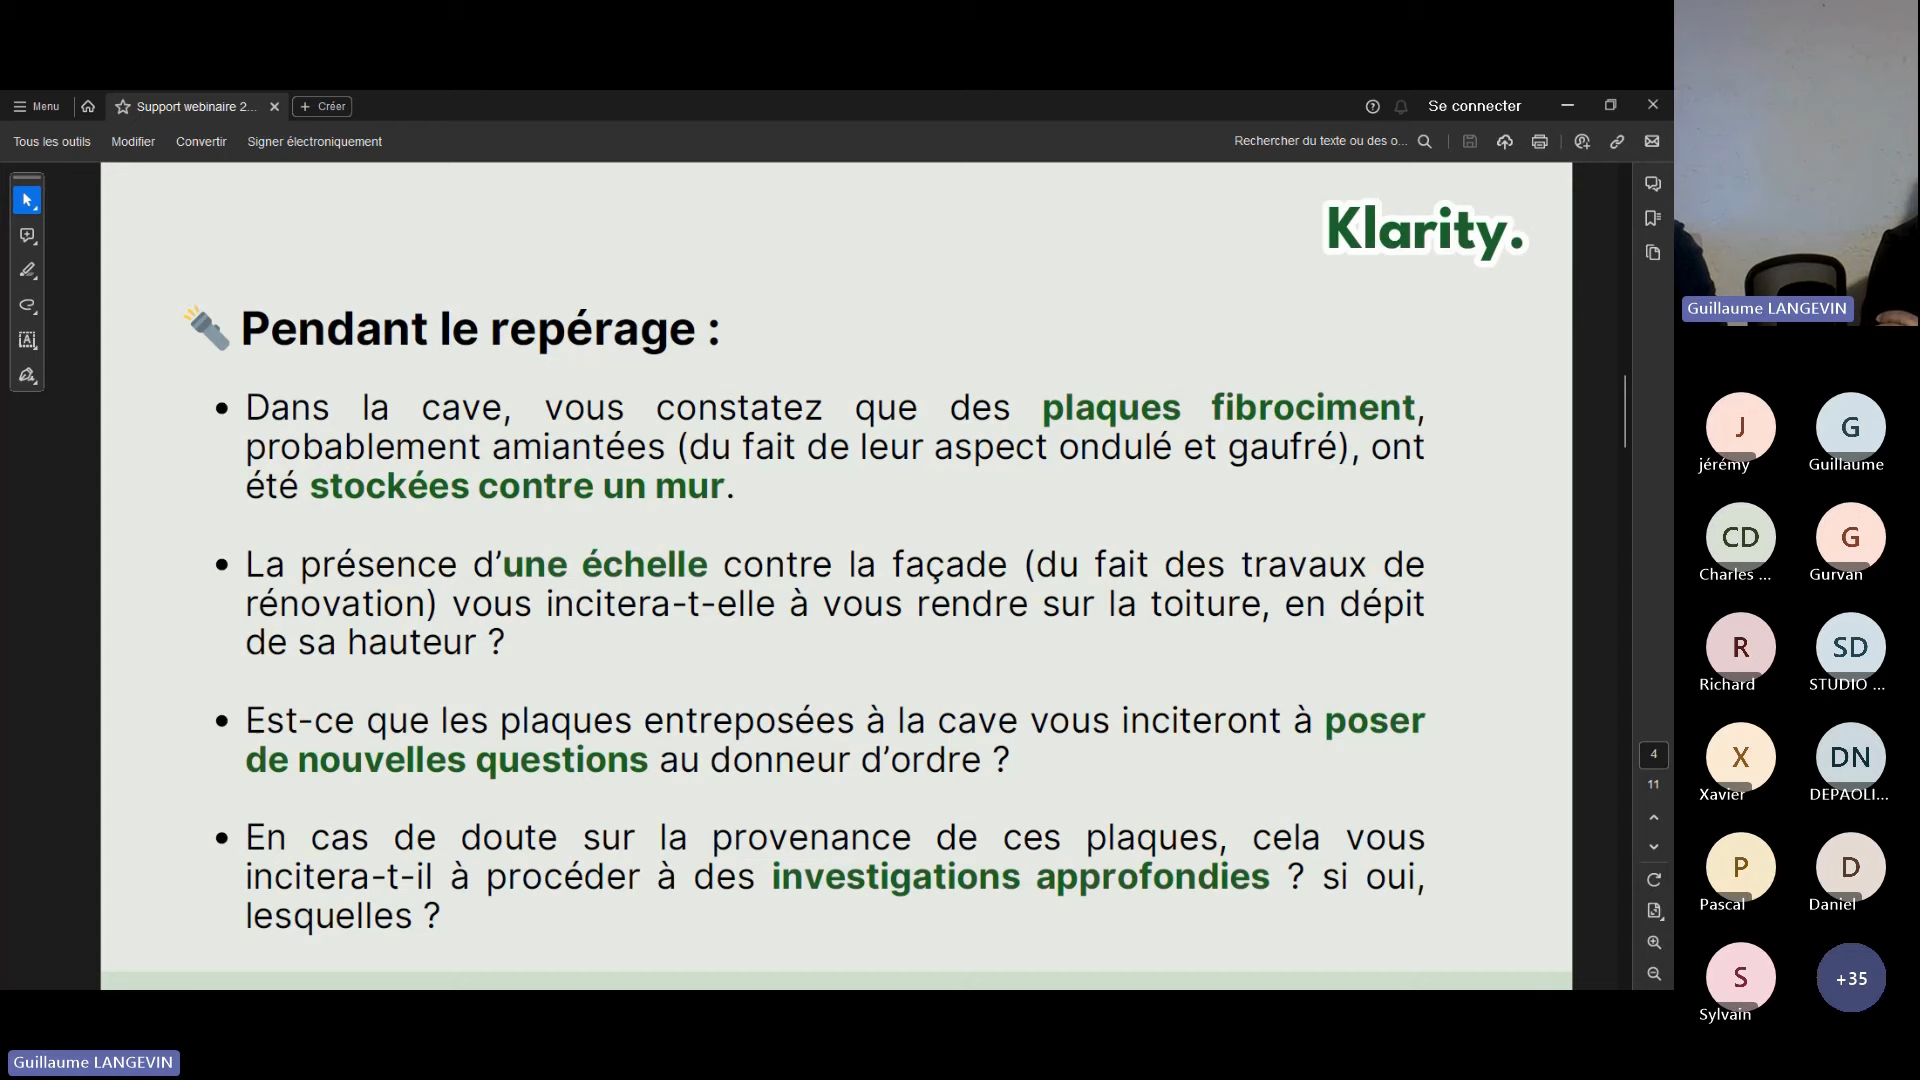 Menu
Support webinaire 2...
Créer
Se connecter
Tous les outils
Modifier
Convertir
Signer électroniquement
Rechercher du texte ou des o...
Klarity.
Pendant le repérage :
Dans la cave, vous constatez que des plaques fibrociment,
probablement amiantées (du fait de leur aspect ondulé et gaufré), ont
été stockées contre un mur.
La présence d’une échelle contre la façade (du fait des travaux de
rénovation) vous incitera-t-elle à vous rendre sur la toiture, en dépit
de sa hauteur ?
Est-ce que les plaques entreposées à la cave vous inciteront à poser
de nouvelles questions au donneur d’ordre ?
En cas de doute sur la provenance de ces plaques, cela vous
incitera-t-il à procéder à des investigations approfondies ? si oui,
lesquelles ?
4
11
Guillaume LANGEVIN
J
jérémy
G
Guillaume
CD
Charles ...
G
Gurvan
R
Richard
SD
STUDIO ...
X
Xavier
DN
DEPAOLI...
P
Pascal
D
Daniel
S
Sylvain
+35
Guillaume LANGEVIN